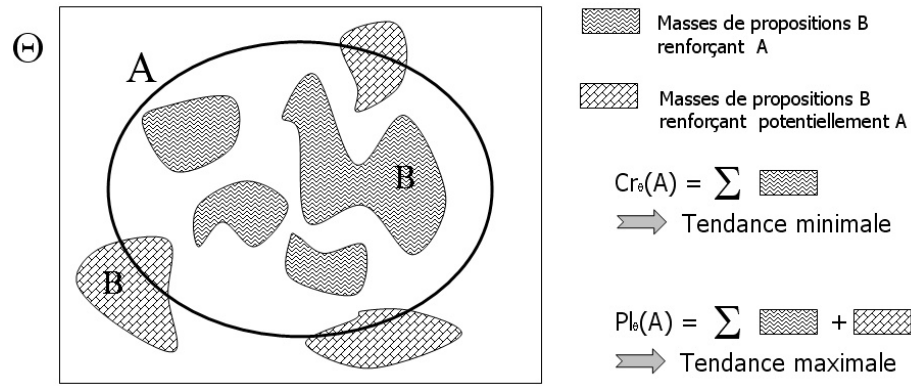 Θ
A
B
B
Masses de propositions B
renforçant A
Masses de propositions B
renforçant potentiellement A
Crθ(A) = ∑
Tendance minimale
Plθ(A) = ∑ +
Tendance maximale